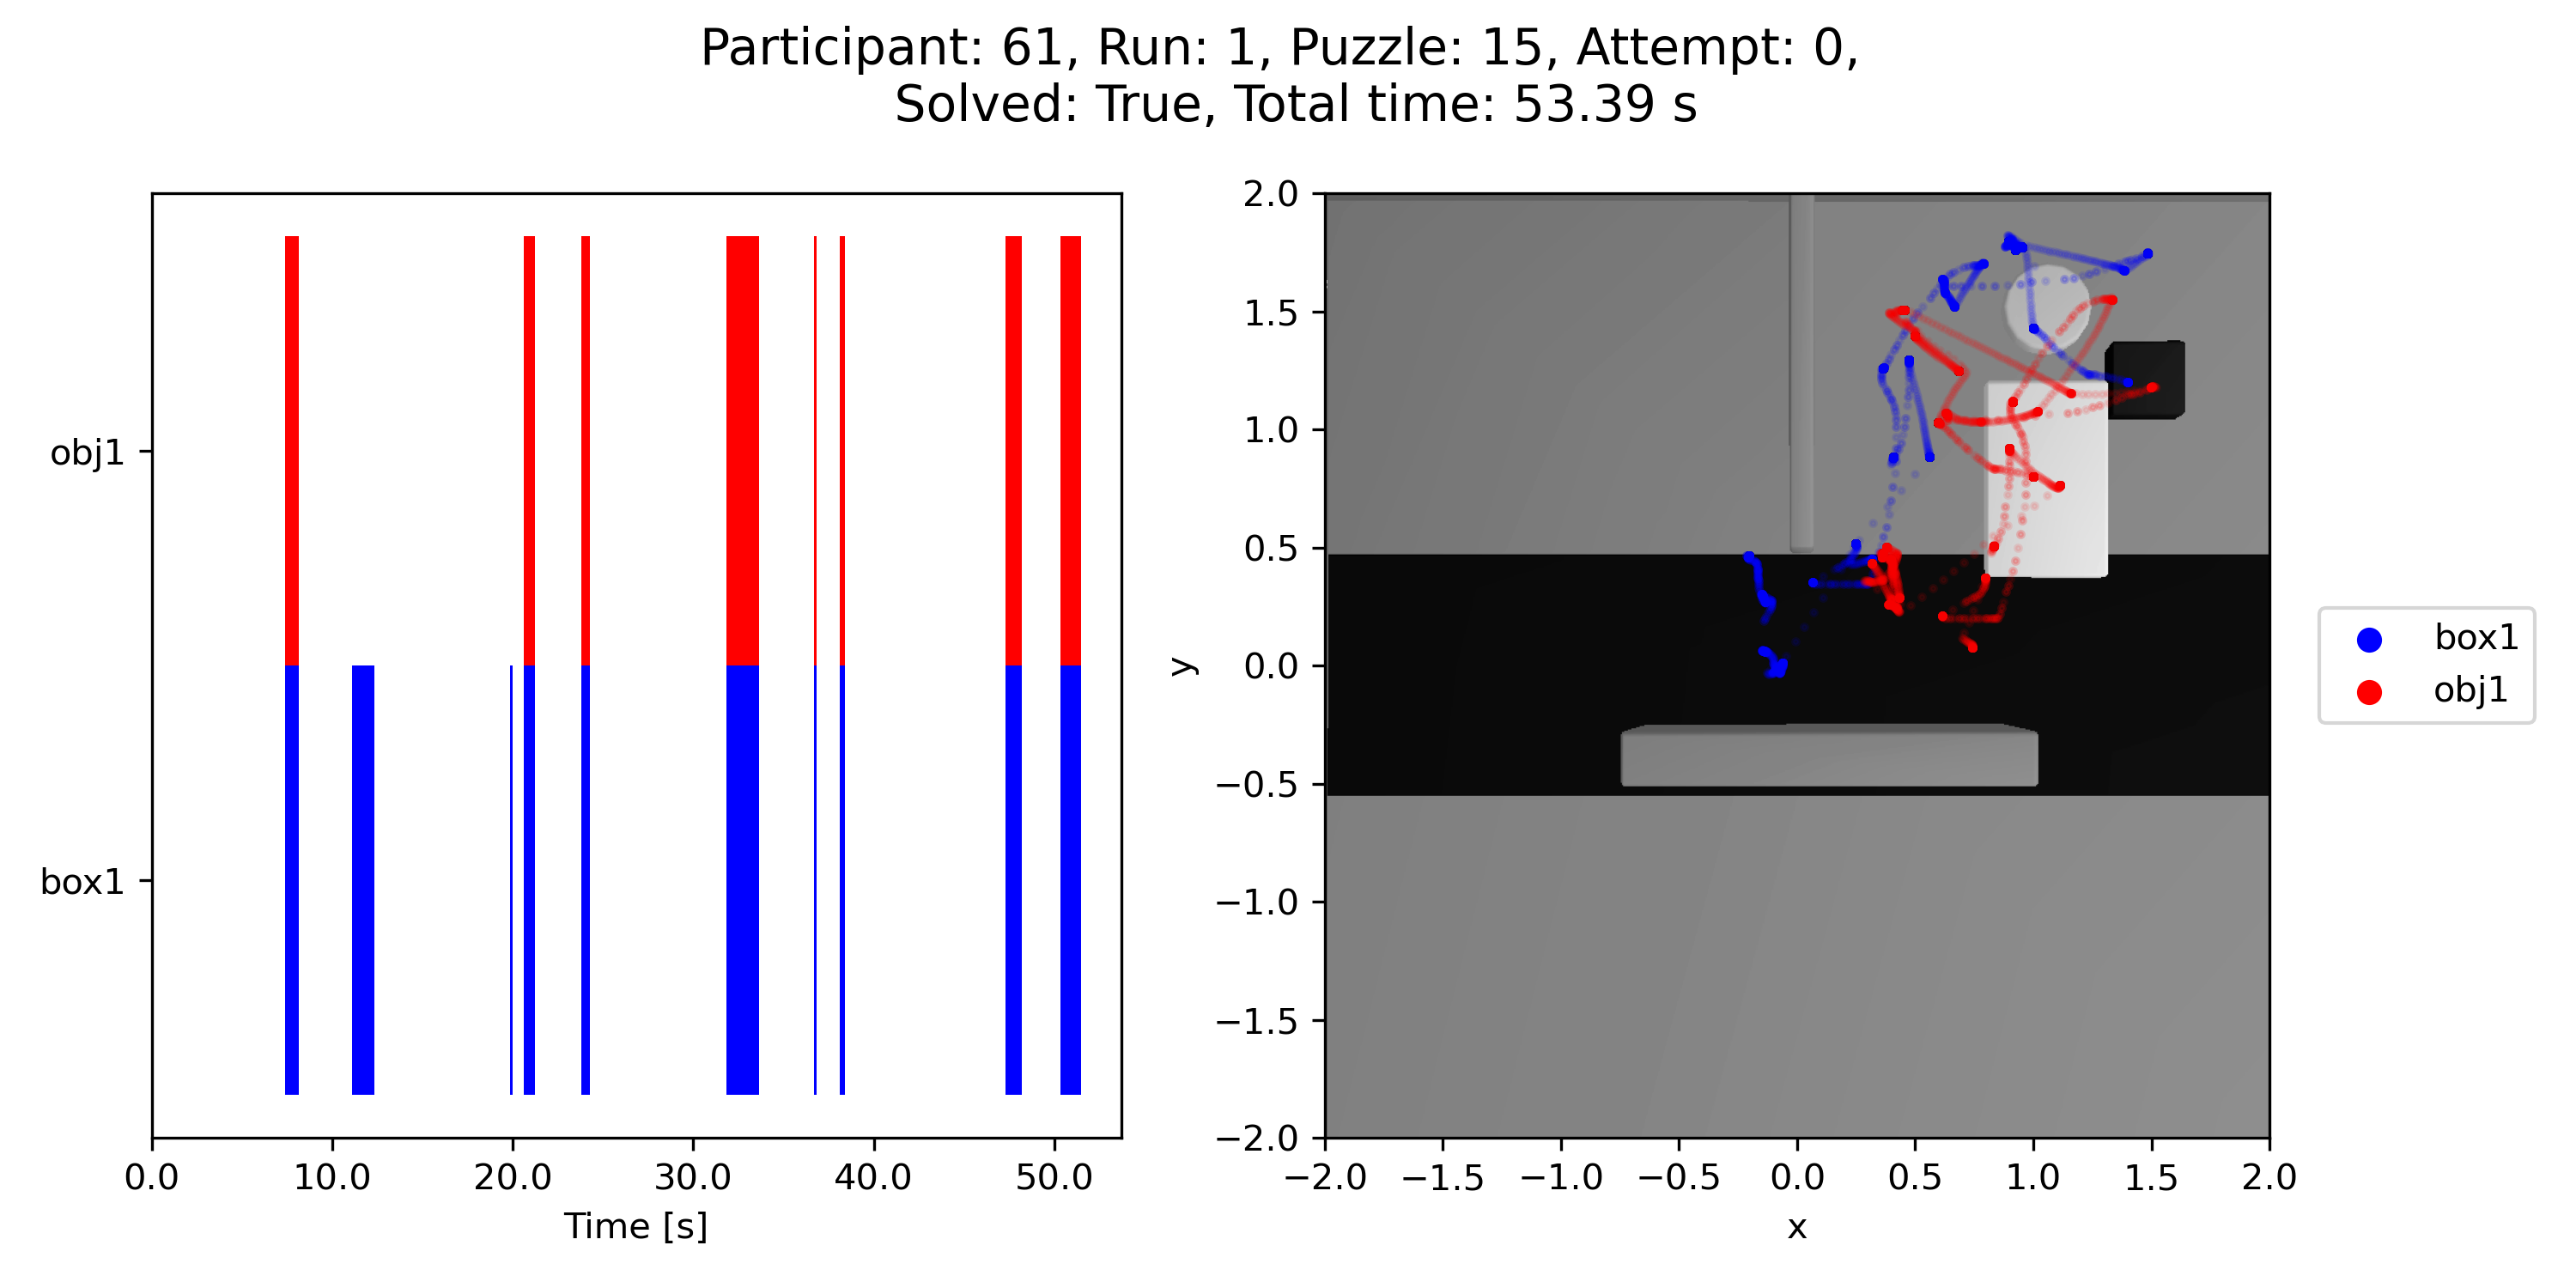 Participant: 61, Run: 1, Puzzle: 15, Attempt: 0,
Solved: True, Total time: 53.39 s
obj1
box1
0.0 10.0 20.0 30.0 40.0 50.0
Time [s]
2.0
1.5
1.0
0.5
0.0
−0.5
−1.0
−1.5
−2.0
y
−2.0 −1.5 −1.0 −0.5 0.0 0.5 1.0 1.5 2.0
x
box1
obj1